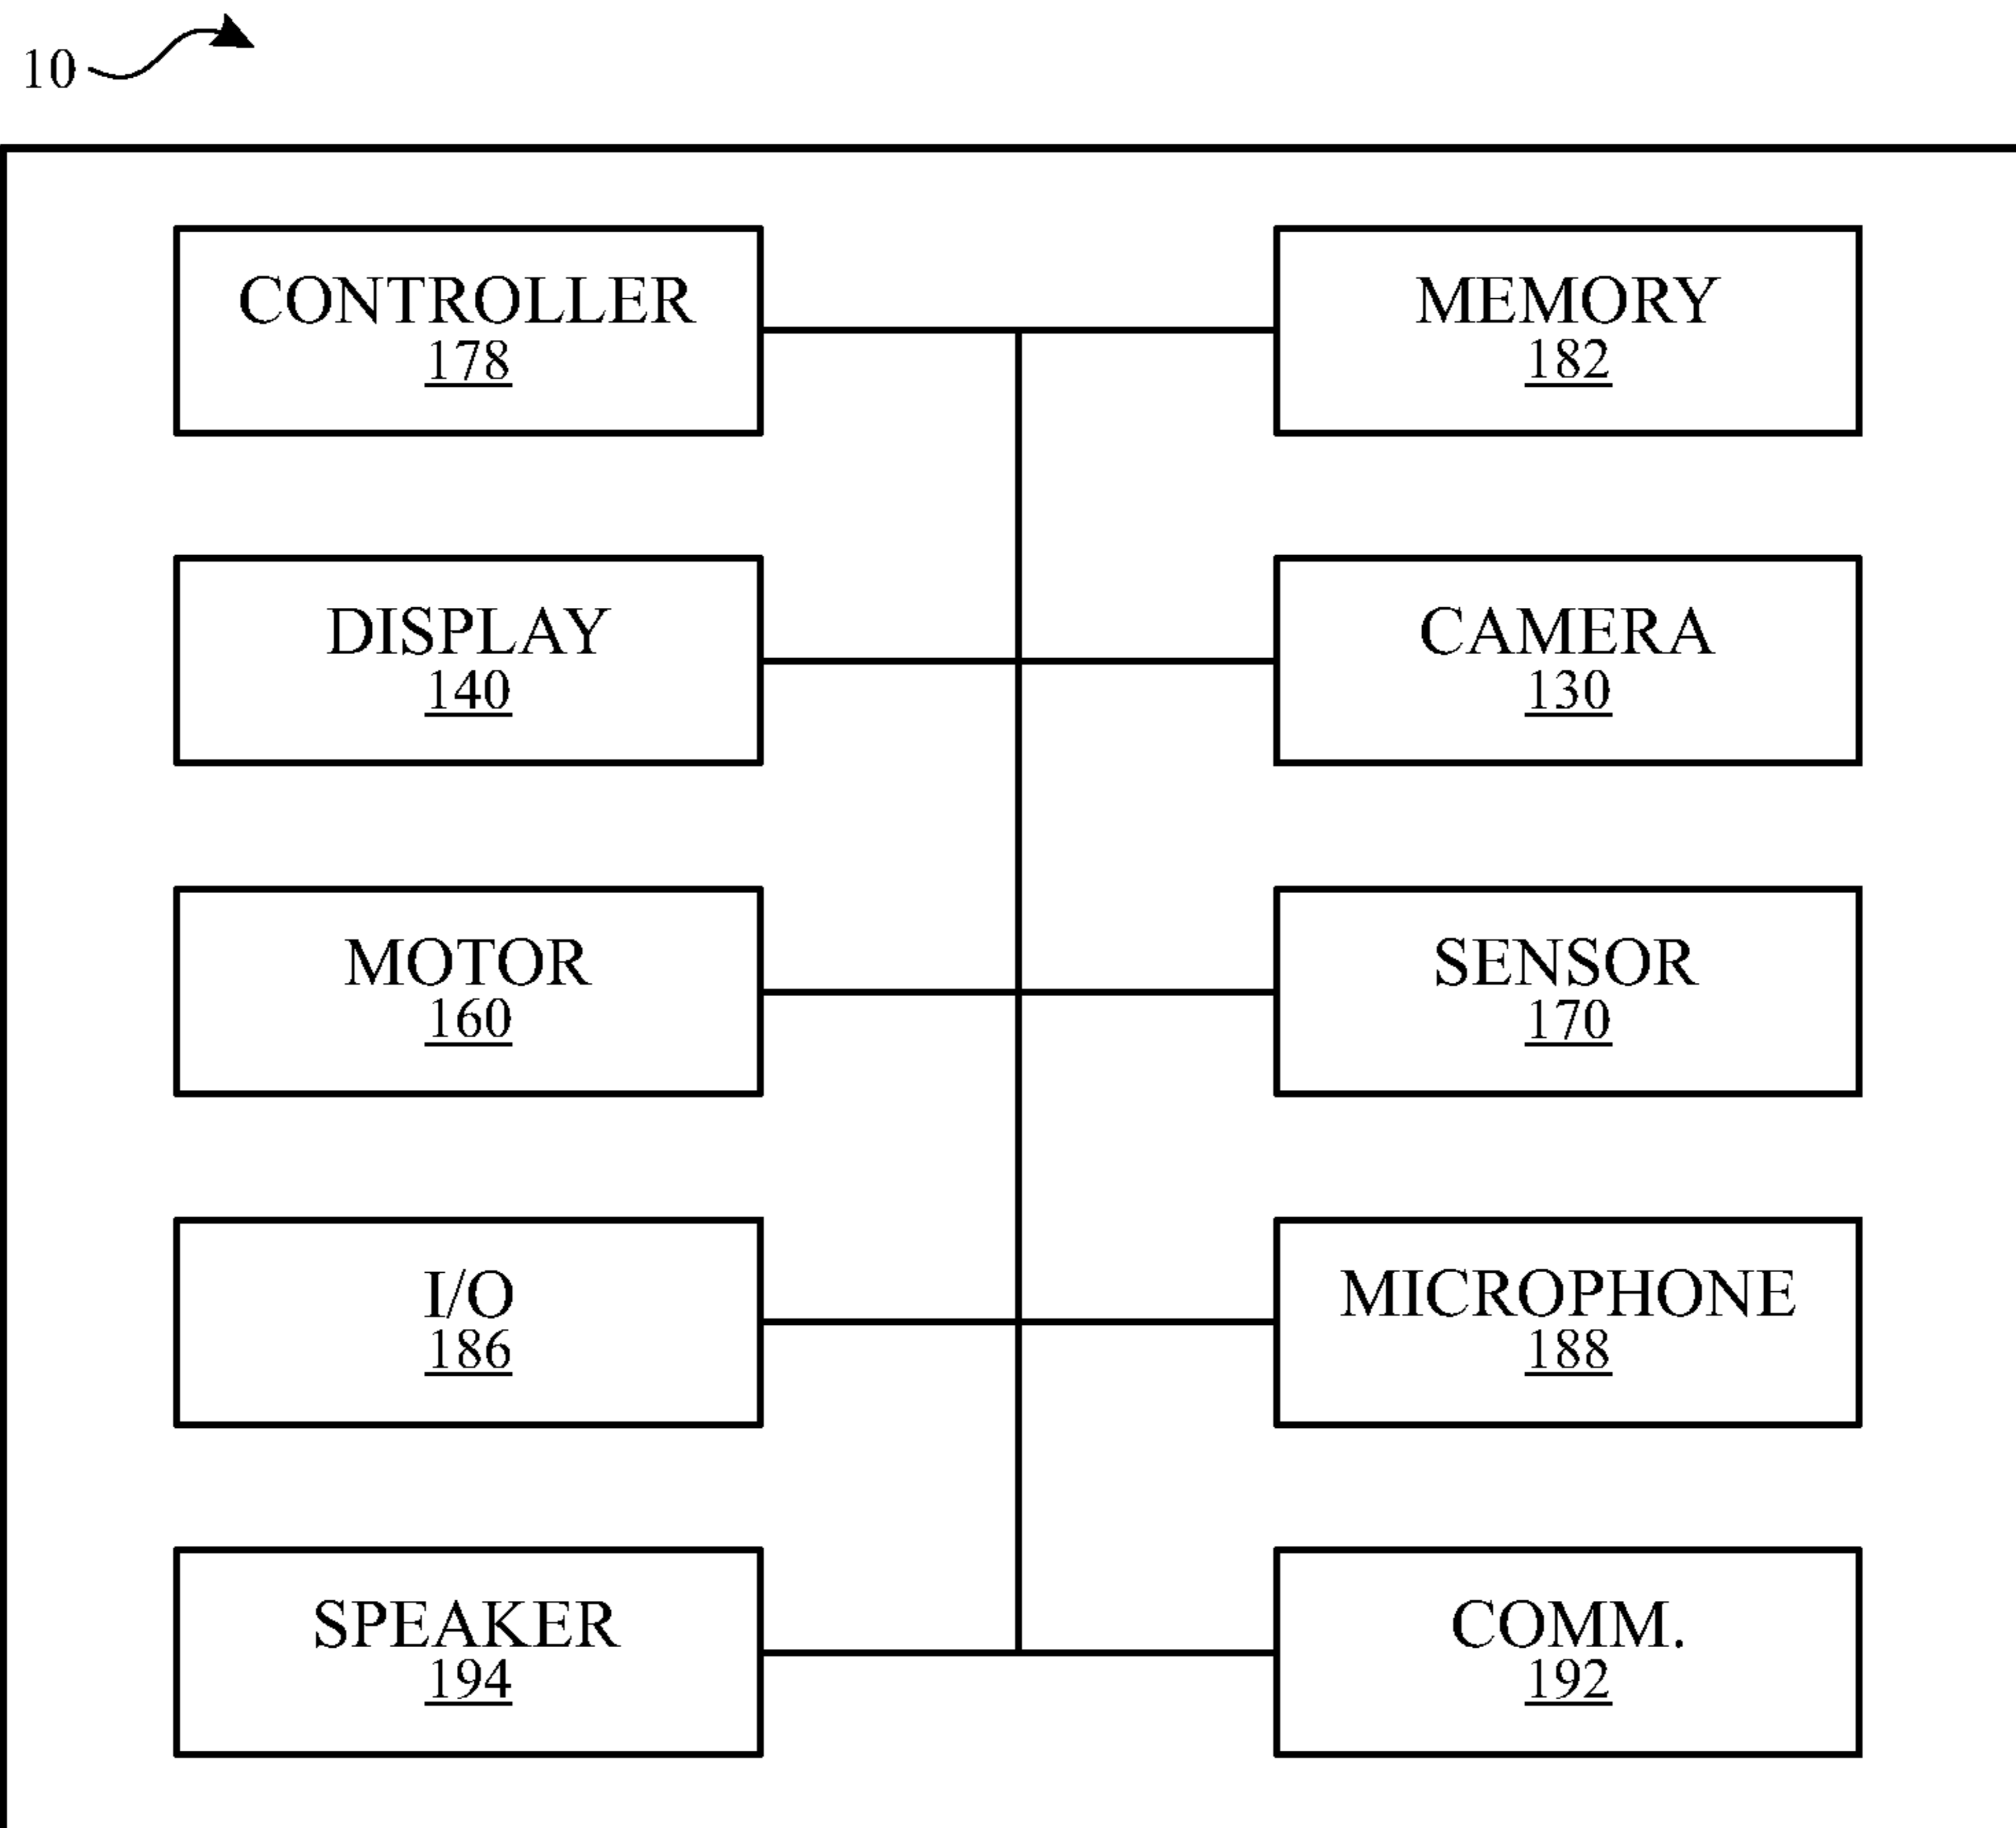 10
CONTROLLER
178
MEMORY
182
DISPLAY
140
CAMERA
130
MOTOR
160
SENSOR
170
I/O
186
MICROPHONE
188
SPEAKER
194
COMM.
192